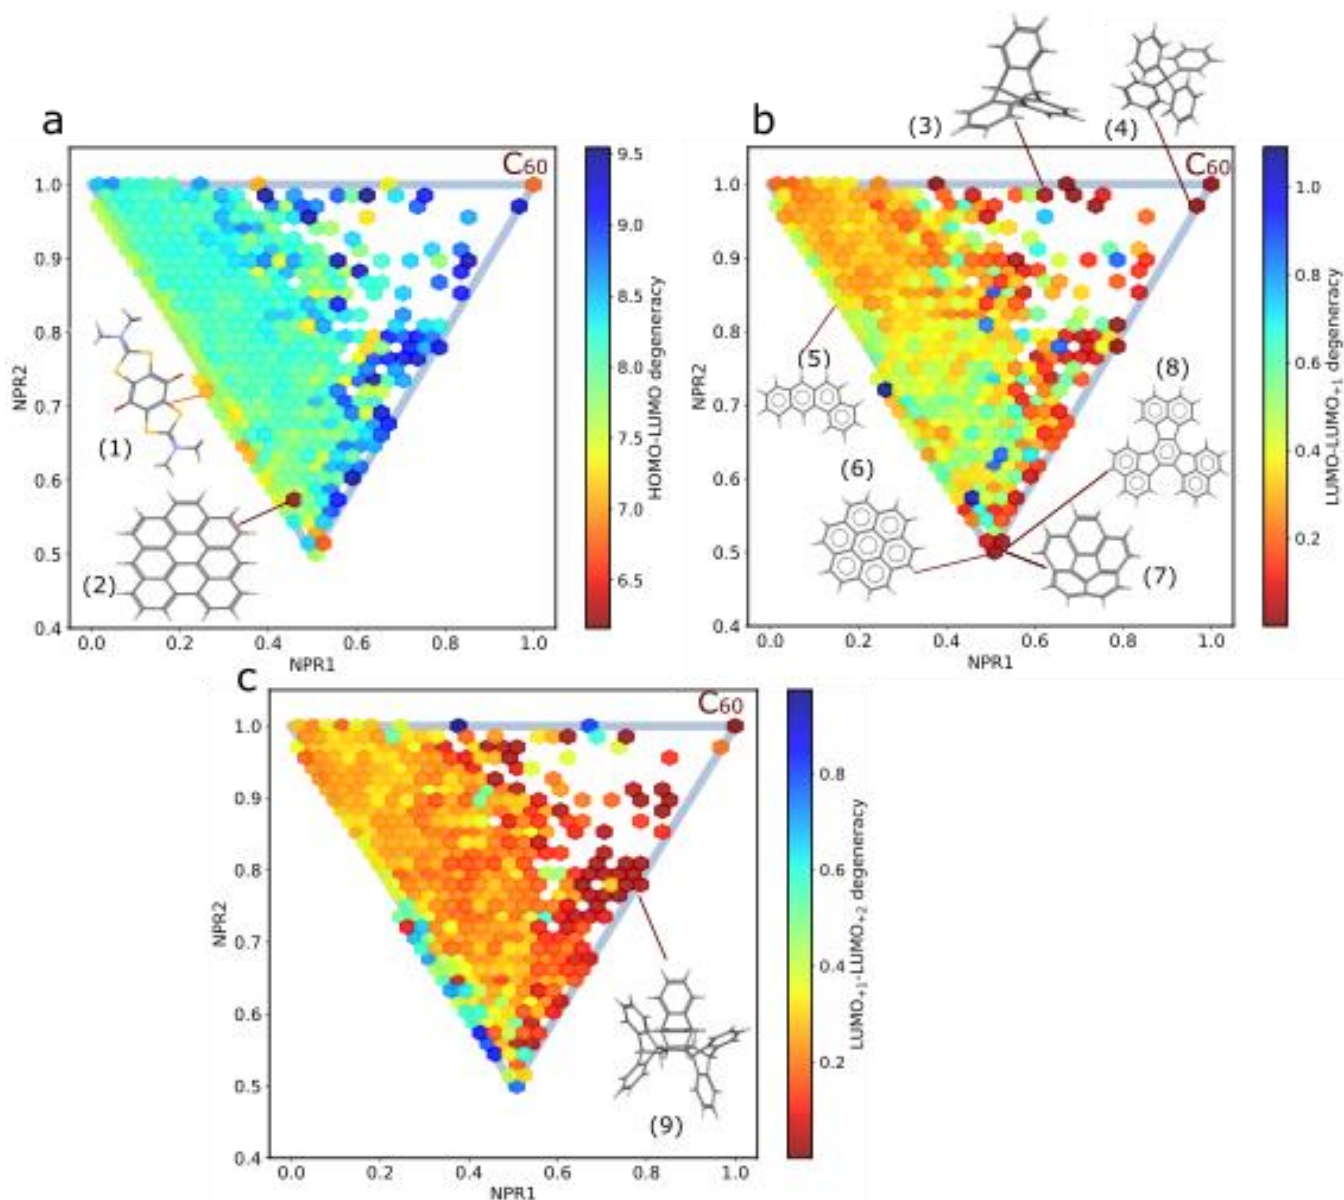 a
C60
1.0
0.9
0.8
0.7
0.6
0.5
0.4
NPR2
0.0 0.2 0.4 0.6 0.8 1.0
NPR1
(1)
(2)
9.5
9.0
8.5
8.0
7.5
7.0
6.5
HOMO-LUMO degeneracy
b
(3)
(4)
C60
1.0
0.9
0.8
0.7
0.6
0.5
0.4
NPR2
0.0 0.2 0.4 0.6 0.8 1.0
NPR1
(5)
(6)
(7)
(8)
1.0
0.8
0.6
0.4
0.2
LUMO-LUMO+1 degeneracy
c
C60
1.0
0.9
0.8
0.7
0.6
0.5
0.4
NPR2
0.0 0.2 0.4 0.6 0.8 1.0
NPR1
(9)
0.8
0.6
0.4
0.2
LUMO+1-LUMO+2 degeneracy